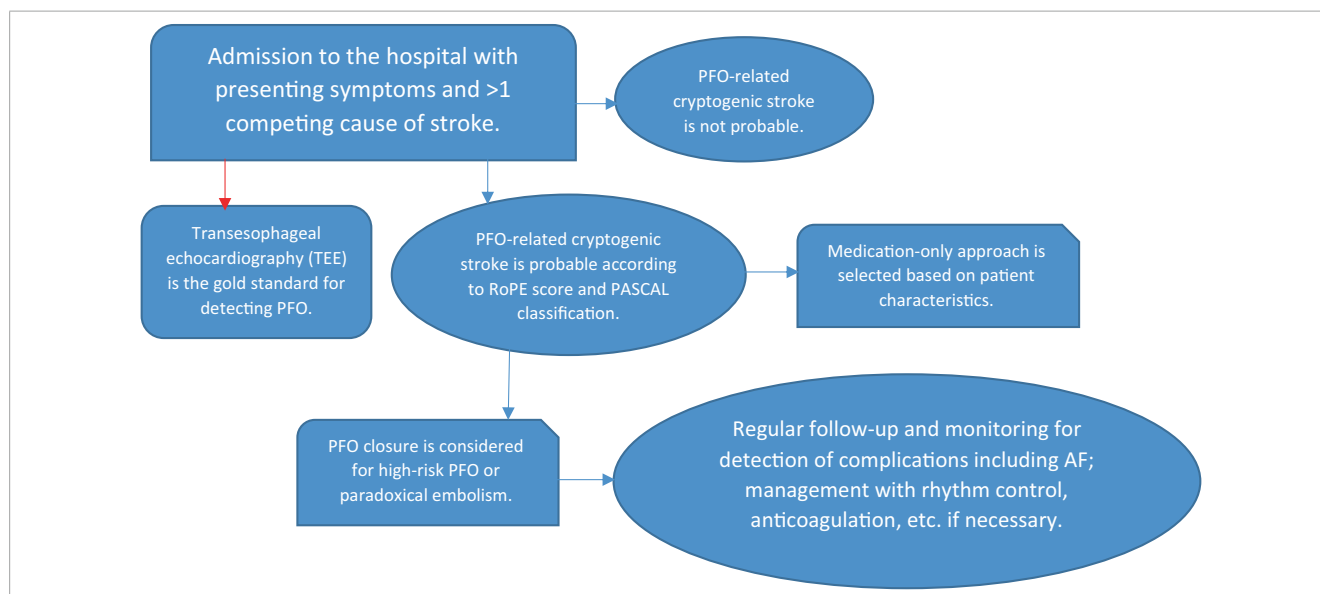 Admission to the hospital with
presenting symptoms and >1
competing cause of stroke.
PFO-related
cryptogenic stroke
is not probable.
Transesophageal
echocardiography (TEE)
is the gold standard for
detecting PFO.
PFO-related cryptogenic
stroke is probable according
to RoPE score and PASCAL
classification.
Medication-only approach is
selected based on patient
characteristics.
PFO closure is considered
for high-risk PFO or
paradoxical embolism.
Regular follow-up and monitoring for
detection of complications including AF;
management with rhythm control,
anticoagulation, etc. if necessary.